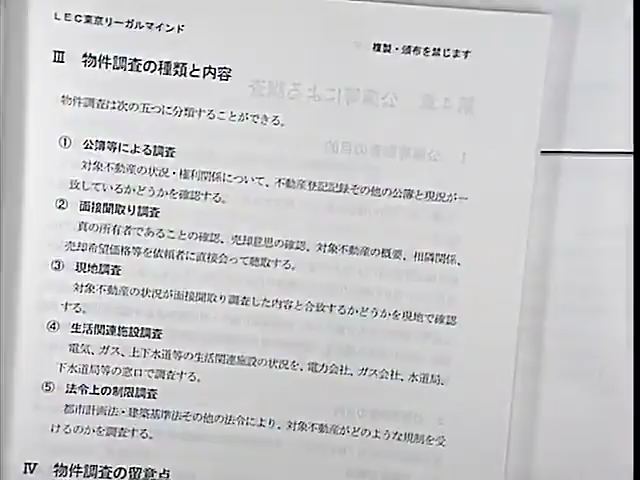 LEC東京リーガルマインド
複製・頒布を禁じます
Ⅲ 物件調査の種類と内容
物件調査は次の五つに分類することができる。
① 公簿等による調査
対象不動産の状況・権利関係について、不動産登記記録その他の公簿と現況が一
致しているかどうかを確認する。
② 面接聞取り調査
真の所有者であることの確認、売却意思の確認、対象不動産の概要、相隣関係、
売却希望価格等を依頼者に直接会って聴取する。
③ 現地調査
対象不動産の状況が面接聞取り調査した内容と合致するかどうかを現地で確認
する。
④ 生活関連施設調査
電気、ガス、上下水道等の生活関連施設の状況を、電力会社、ガス会社、水道局、
下水道局等の窓口で調査する。
⑤ 法令上の制限調査
都市計画法・建築基準法その他の法令により、対象不動産がどのような規制を受
けるのかを調査する。
Ⅳ 物件調査の留意点